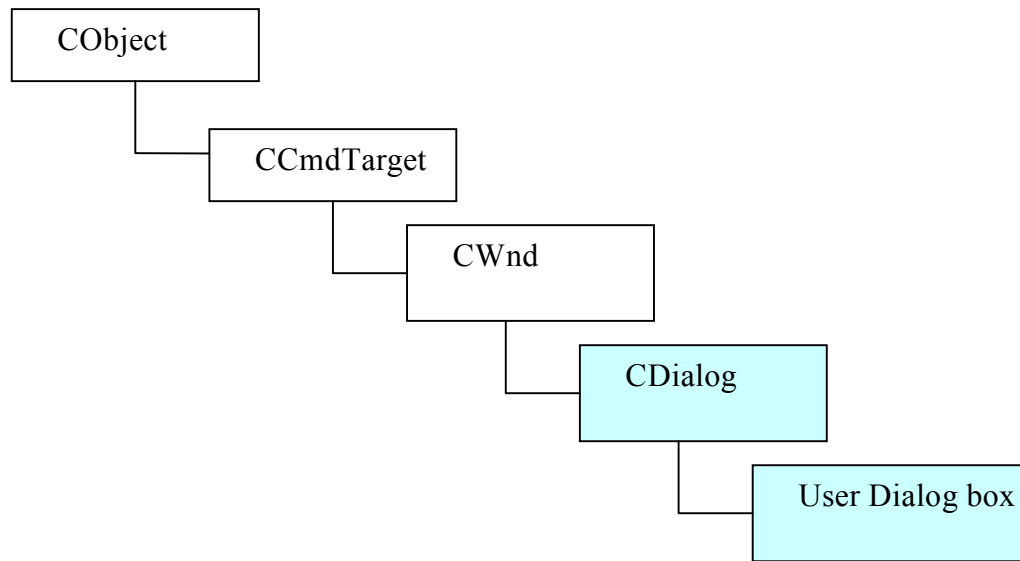 CObject
CCmdTarget
CWnd
CDialog
User Dialog box